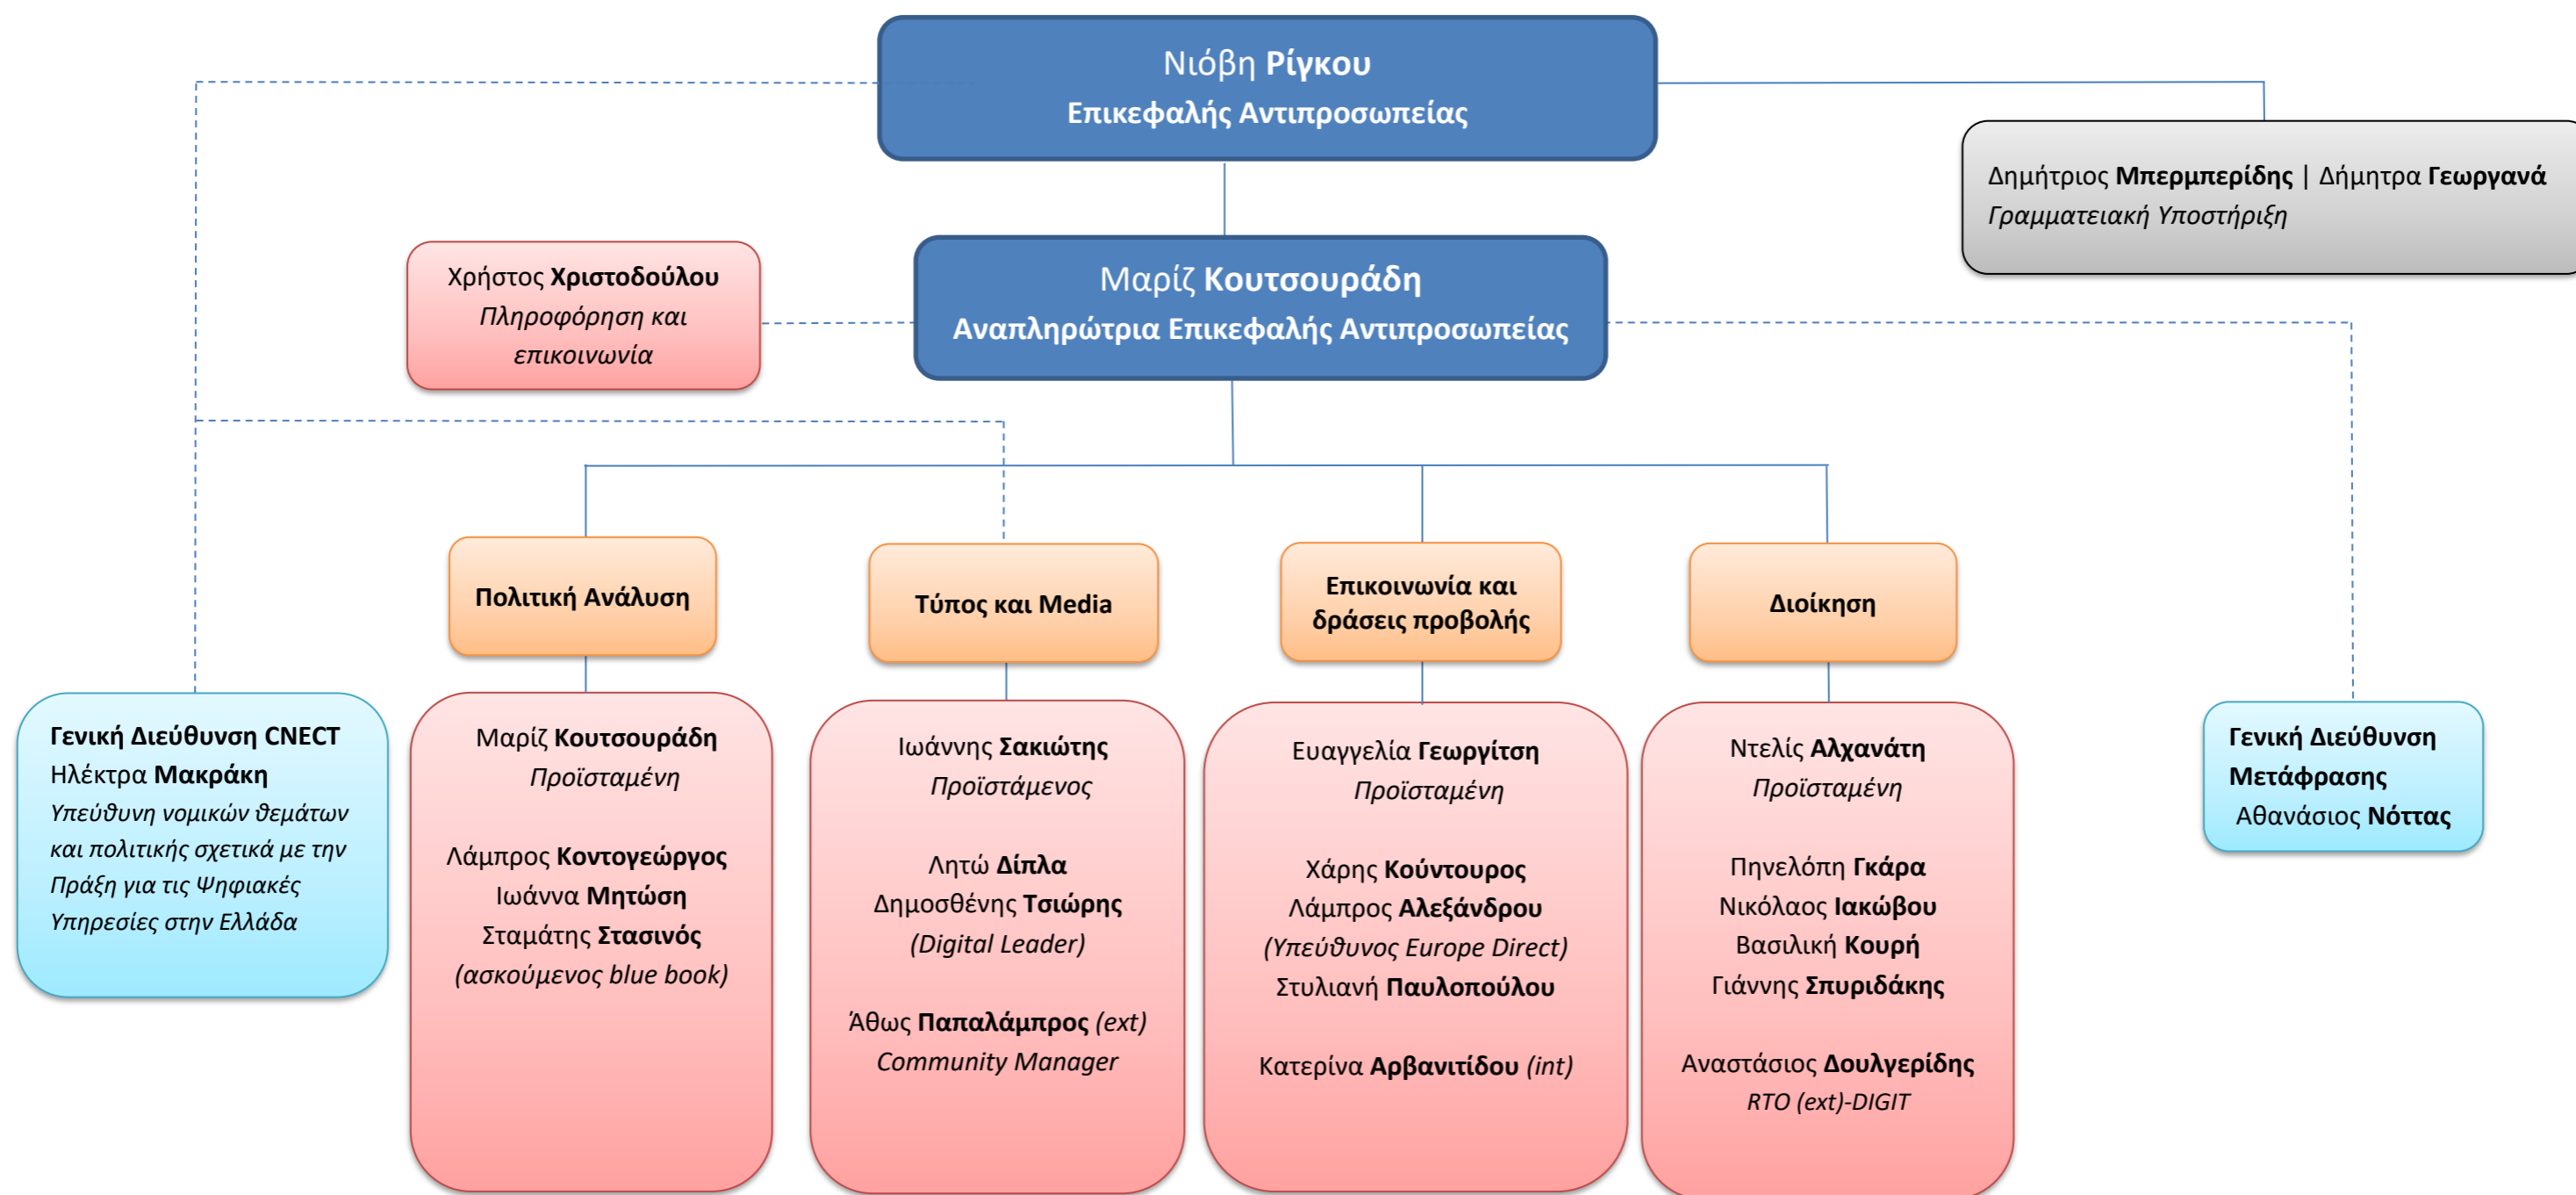 Νιόβη Ρίγκου
Επικεφαλής Αντιπροσωπείας
Δημήτριος Μπερμπερίδης | Δήμητρα Γεωργανά
Γραμματειακή Υποστήριξη
Χρήστος Χριστοδούλου
Πληροφόρηση και
επικοινωνία
Μαρίζ Κουτσουράδη
Αναπληρώτρια Επικεφαλής Αντιπροσωπείας
Πολιτική Ανάλυση
Τύπος και Media
Επικοινωνία και
δράσεις προβολής
Διοίκηση
Γενική Διεύθυνση CNECT
Ηλέκτρα Μακράκη
Υπεύθυνη νομικών θεμάτων
και πολιτικής σχετικά με την
Πράξη για τις Ψηφιακές
Υπηρεσίες στην Ελλάδα
Μαρίζ Κουτσουράδη
Προϊσταμένη
Λάμπρος Κοντογεώργος
Ιωάννα Μητώση
Σταμάτης Στασινός
(ασκούμενος blue book)
Ιωάννης Σακιώτης
Προϊστάμενος
Λητώ Δίπλα
Δημοσθένης Τσιώρης
(Digital Leader)
Άθως Παπαλάμπρος (ext)
Community Manager
Ευαγγελία Γεωργίτση
Προϊσταμένη
Χάρης Κούντουρος
Λάμπρος Αλεξάνδρου
(Υπεύθυνος Europe Direct)
Στυλιανή Παυλοπούλου
Κατερίνα Αρβανιτίδου (int)
Ντελίς Αλχανάτη
Προϊσταμένη
Πηνελόπη Γκάρα
Νικόλαος Ιακώβου
Βασιλική Κουρή
Γιάννης Σπυριδάκης
Αναστάσιος Δουλγερίδης
RTO (ext)-DIGIT
Γενική Διεύθυνση
Μετάφρασης
Αθανάσιος Νόττας